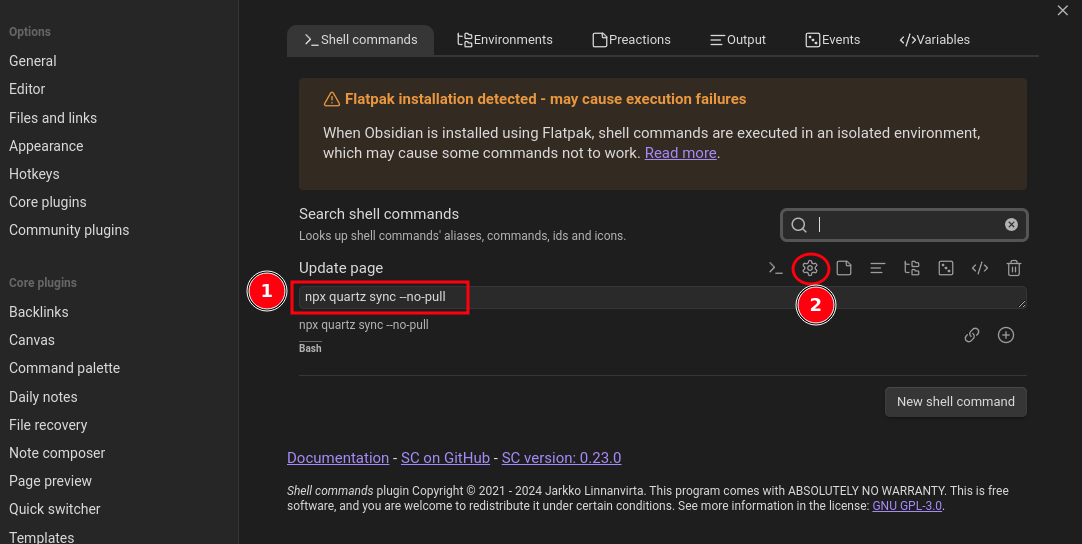 Options
General
Editor
Files and links
Appearance
Hotkeys
Core plugins
Community plugins
Core plugins
Backlinks
Canvas
Command palette
Daily notes
File recovery
Note composer
Page preview
Quick switcher
Templates
Shell commands
Environments
Preactions
Output
Events
Variables
Flatpak installation detected - may cause execution failures
When Obsidian is installed using Flatpak, shell commands are executed in an isolated environment,
which may cause some commands not to work. Read more.
Search shell commands
Looks up shell commands' aliases, commands, ids and icons.
Update page
1
npx quartz sync --no-pull
2
npx quartz sync --no-pull
Bash
New shell command
Documentation - SC on GitHub - SC version: 0.23.0
Shell commands plugin Copyright © 2021 - 2024 Jarkko Linnanvirta. This program comes with ABSOLUTELY NO WARRANTY. This is free
software, and you are welcome to redistribute it under certain conditions. See more information in the license: GNU GPL-3.0.